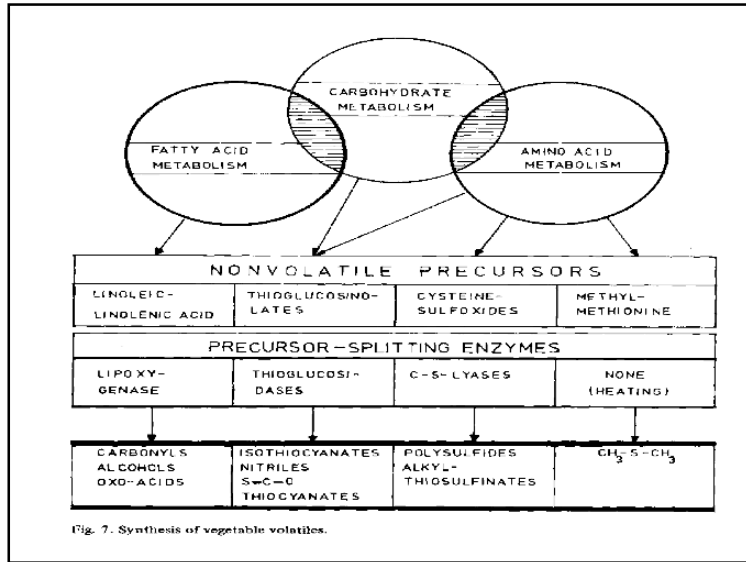 CARBOHYDRATE
METABOLISM
FATTY ACID
METABOLISM
AMINO ACID
METABOLISM
NONVOLATILE PRECURSORS
LINOLEIC-
LINOLENIC ACID
THIOGLUCOSINO-
LATES
CYSTEINE-
SULFOXIDES
METHYL-
METHIONINE
PRECURSOR-SPLITTING ENZYMES
LIPOXY-
GENASE
THIOGLUCOSI-
DASES
C-S-LYASES
NONE
(HEATING)
CARBONYLS
ALCOHOLS
OXO-ACIDS
ISOTHIOCYANATES
NITRILES
S=C=O
THIOCYANATES
POLYSULFIDES
ALKYL-
THIOSULFINATES
CH3-S-CH3
Fig. 7. Synthesis of vegetable volatiles.